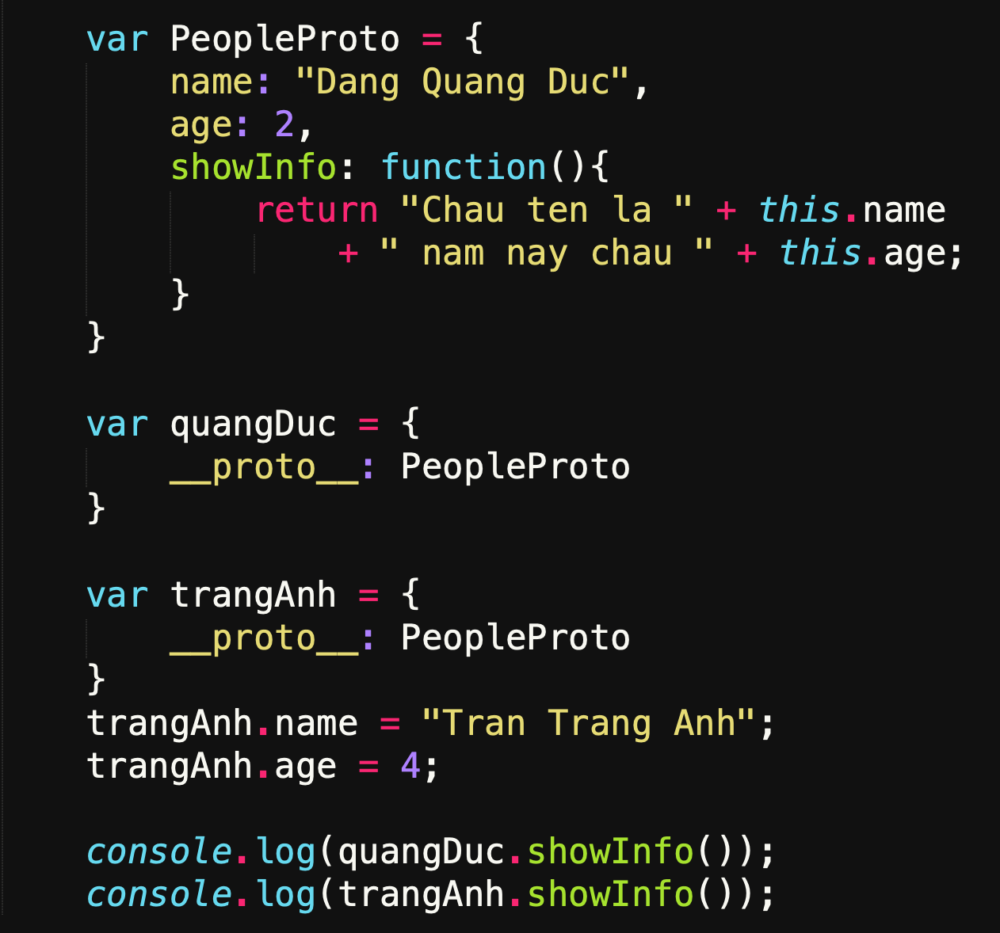 var PeopleProto = {
    name: "Dang Quang Duc",
    age: 2,
    showInfo: function(){
        return "Chau ten la " + this.name
            + " nam nay chau " + this.age;
    }
}

var quangDuc = {
    __proto__: PeopleProto
}

var trangAnh = {
    __proto__: PeopleProto
}
trangAnh.name = "Tran Trang Anh";
trangAnh.age = 4;

console.log(quangDuc.showInfo());
console.log(trangAnh.showInfo());